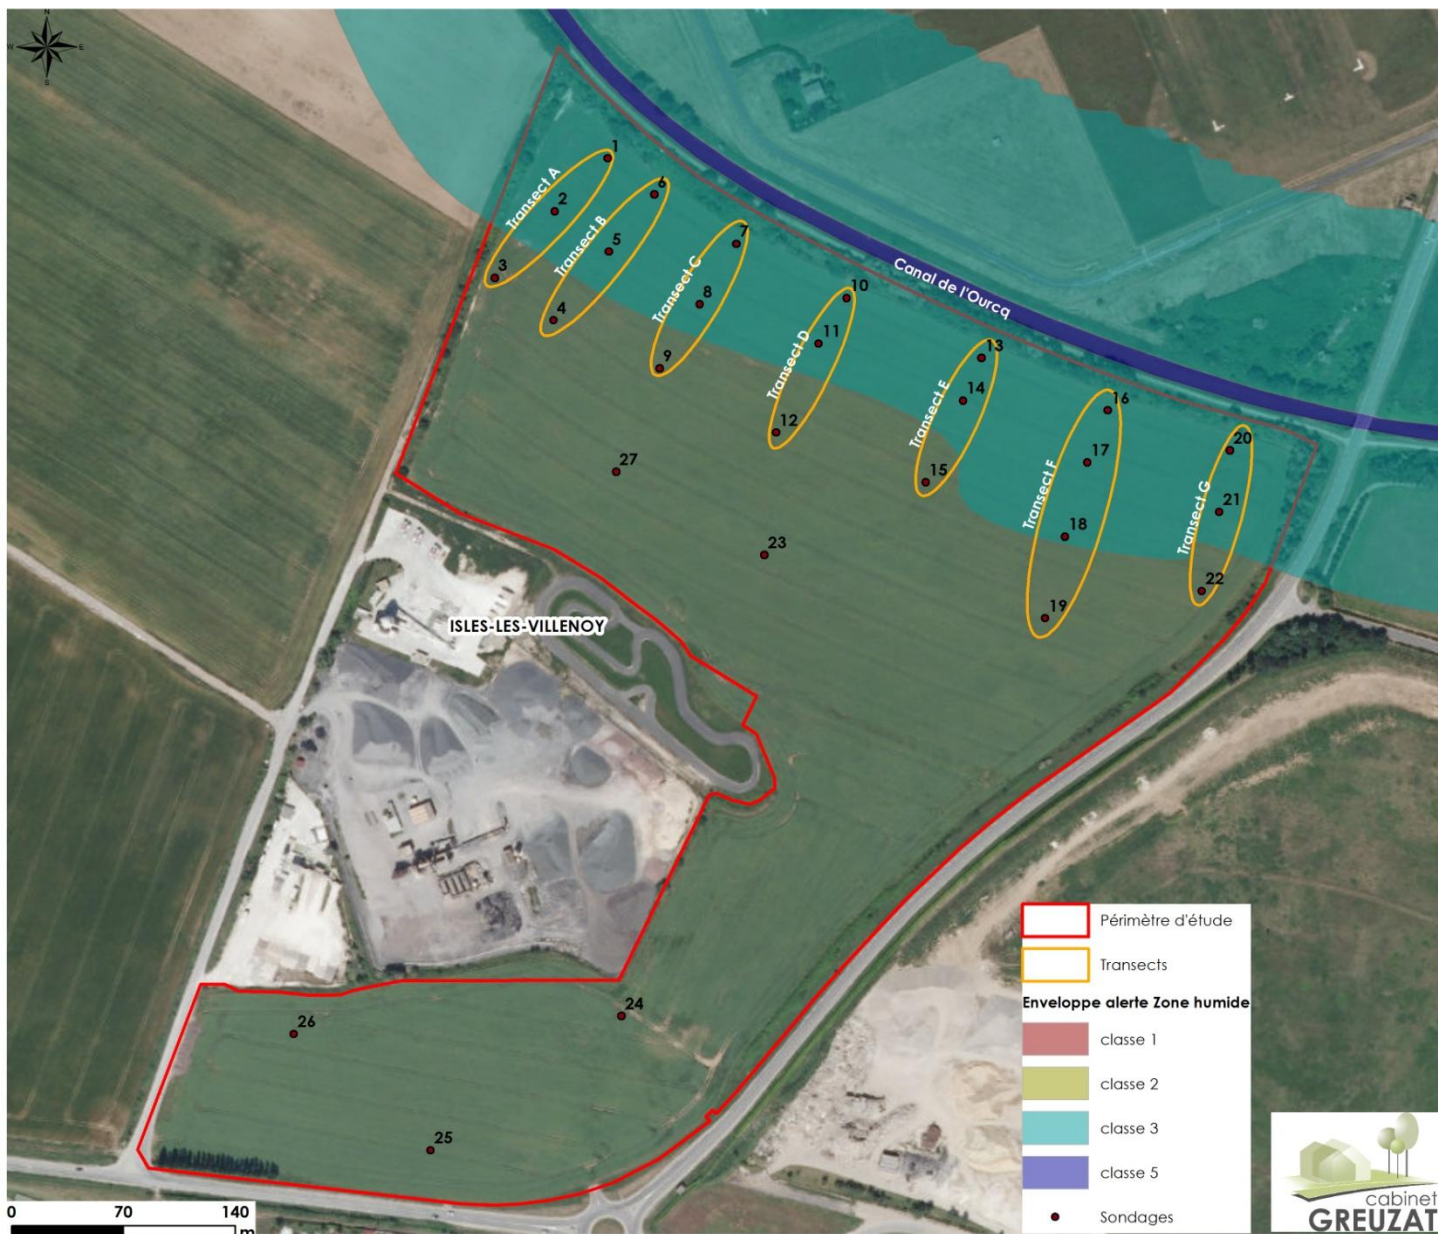 N
W
E
S
1
Transect A
2
3
6
Transect B
5
4
7
Transect C
8
9
Canal de l'Ourcq
10
Transect D
11
12
13
Transect E
14
15
16
17
Transect F
18
19
20
Transect G
21
22
27
23
ISLES-LES-VILLENOY
24
26
25
Périmètre d'étude
Transects
Enveloppe alerte Zone humide
classe 1
classe 2
classe 3
classe 5
Sondages
0 70 140
m
cabinet
GREUZAT